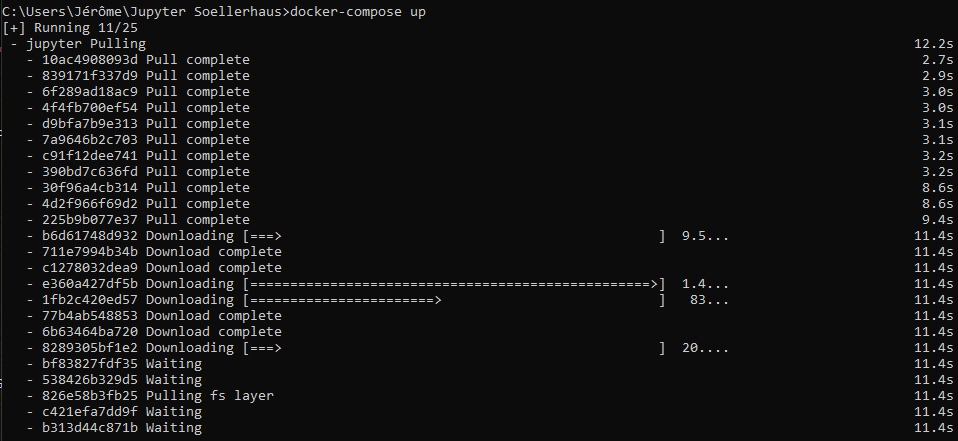 C:\Users\Jérôme\Jupyter Soellerhaus>docker-compose up
[+] Running 11/25
- jupyter Pulling 12.2s
- 10ac4908093d Pull complete 2.7s
- 839171f337d9 Pull complete 2.9s
- 6f289ad18ac9 Pull complete 3.0s
- 4f4fb700ef54 Pull complete 3.0s
- d9bfa7b9e313 Pull complete 3.1s
- 7a9646b2c703 Pull complete 3.1s
- c91f12dee741 Pull complete 3.2s
- 390bd7c636fd Pull complete 3.2s
- 30f96a4cb314 Pull complete 8.6s
- 4d2f966f69d2 Pull complete 8.6s
- 225b9b077e37 Pull complete 9.4s
- b6d61748d932 Downloading [===> ] 9.5... 11.4s
- 711e7994b34b Download complete 11.4s
- c1278032dea9 Download complete 11.4s
- e360a427df5b Downloading [==================================================>] 1.4... 11.4s
- 1fb2c420ed57 Downloading [=======================> ] 83... 11.4s
- 77b4ab548853 Download complete 11.4s
- 6b63464ba720 Download complete 11.4s
- 8289305bf1e2 Downloading [===> ] 20.... 11.4s
- bf83827fdf35 Waiting 11.4s
- 538426b329d5 Waiting 11.4s
- 826e58b3fb25 Pulling fs layer 11.4s
- c421efa7dd9f Waiting 11.4s
- b313d44c871b Waiting 11.4s